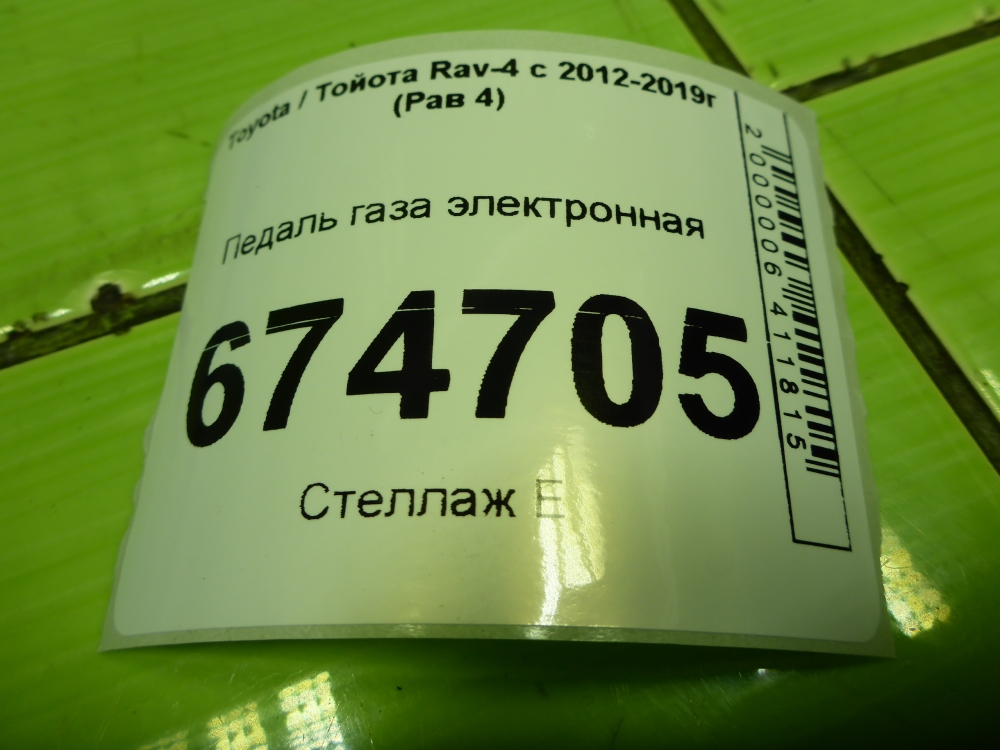 Toyota / Тойота Rav-4 с 2012-2019г
(Рав 4)
Педаль газа электронная
674705
Стеллаж E
2000006411815